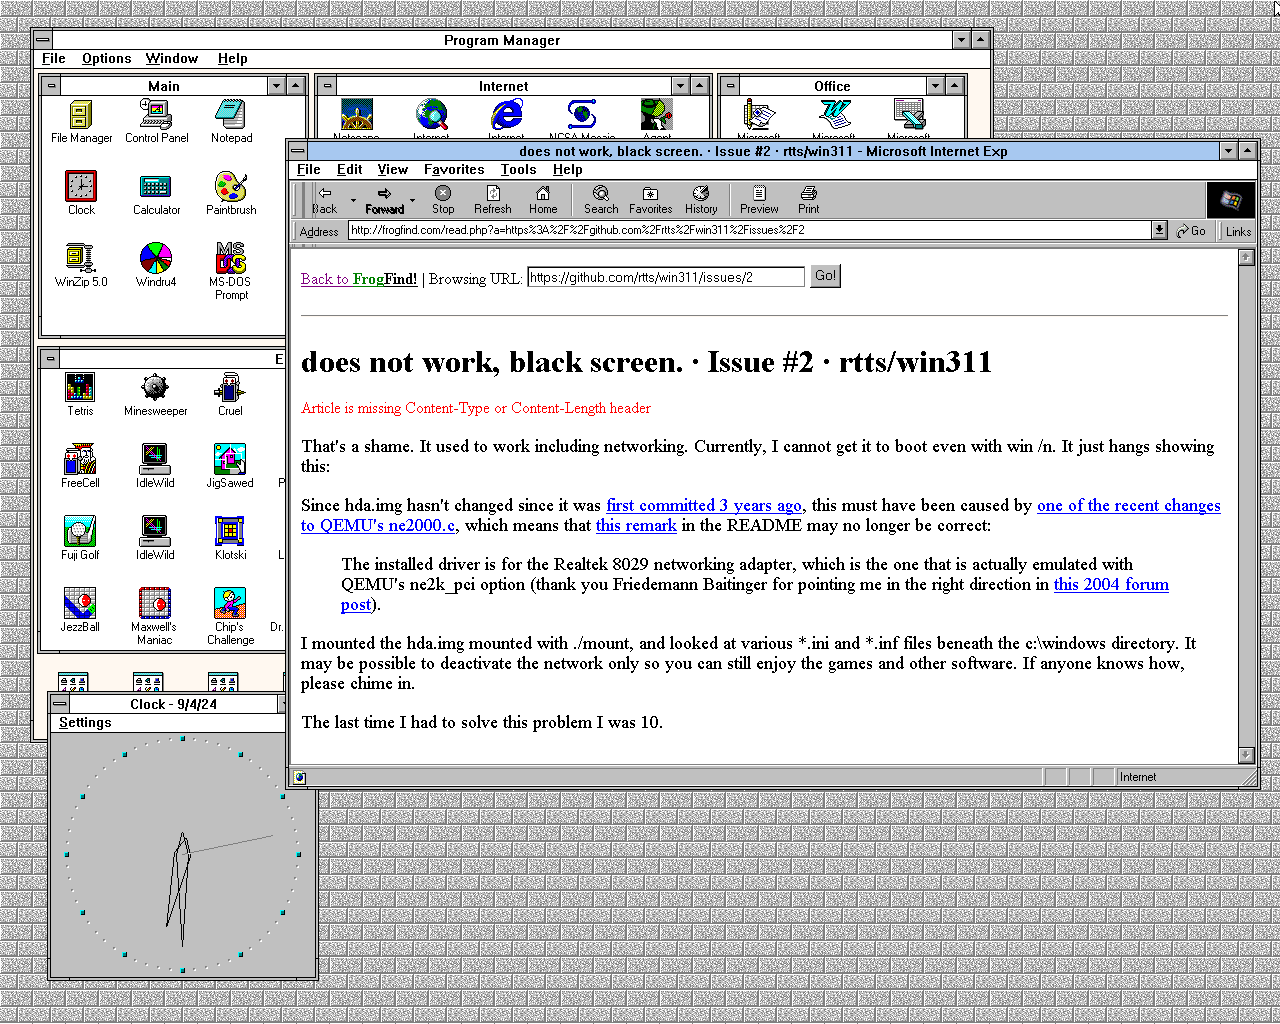 Program Manager
File Options Window Help
Main
File Manager
Control Panel
Notepad
Clock
Calculator
Paintbrush
WinZip 5.0
Windru4
MS-DOS
Prompt
Internet
Netscape
Internet
Internet
NCSA Mosaic
Agent
Office
Microsoft
Microsoft
Microsoft
E
Tetris
Minesweeper
Cruel
FreeCell
IdleWild
JigSawed
P
Fuji Golf
IdleWild
Klotski
L
JezzBall
Maxwell's
Maniac
Chip's
Challenge
Dr.
Clock - 9/4/24
Settings
does not work, black screen. · Issue #2 · rtts/win311 - Microsoft Internet Exp
File Edit View Favorites Tools Help
Back
Forward
Stop
Refresh
Home
Search
Favorites
History
Preview
Print
Address
http://frogfind.com/read.php?a=https%3A%2F%2Fgithub.com%2Frtts%2Fwin311%2Fissues%2F2
Go
Links
Back to FrogFind! | Browsing URL: https://github.com/rtts/win311/issues/2 Go!
does not work, black screen. · Issue #2 · rtts/win311
Article is missing Content-Type or Content-Length header
That's a shame. It used to work including networking. Currently, I cannot get it to boot even with win /n. It just hangs showing
this:
Since hda.img hasn't changed since it was first committed 3 years ago, this must have been caused by one of the recent changes
to QEMU's ne2000.c, which means that this remark in the README may no longer be correct:
The installed driver is for the Realtek 8029 networking adapter, which is the one that is actually emulated with
QEMU's ne2k_pci option (thank you Friedemann Baitinger for pointing me in the right direction in this 2004 forum
post).
I mounted the hda.img mounted with ./mount, and looked at various *.ini and *.inf files beneath the c:\windows directory. It
may be possible to deactivate the network only so you can still enjoy the games and other software. If anyone knows how,
please chime in.
The last time I had to solve this problem I was 10.
Internet